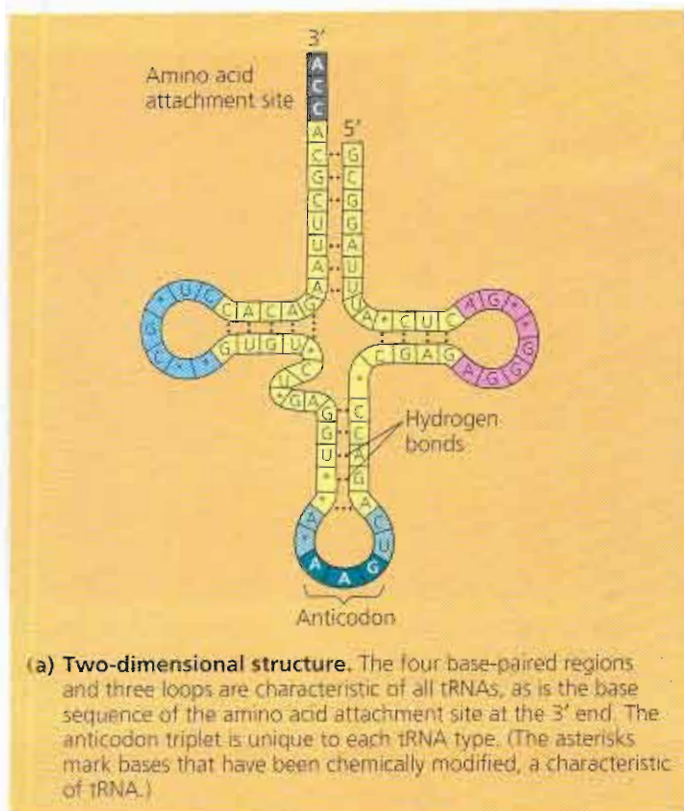 3′
Amino acid
attachment site
A
C
C
A
5′
C G
G C
C G
U G
U A
A U
A U
G A C A C
U G U G
U A * C U C
C G A G
Hydrogen
bonds
A A G
Anticodon
(a) Two-dimensional structure. The four base-paired regions
and three loops are characteristic of all tRNAs, as is the base
sequence of the amino acid attachment site at the 3′ end. The
anticodon triplet is unique to each tRNA type. (The asterisks
mark bases that have been chemically modified, a characteristic
of tRNA.)